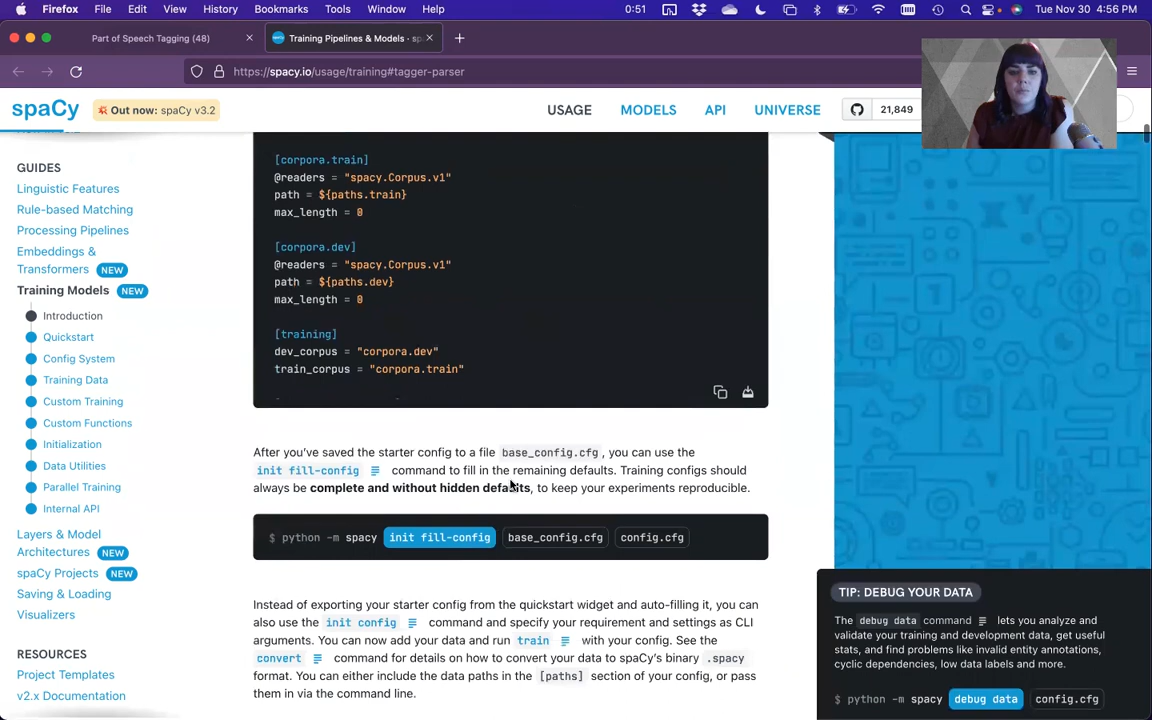 Firefox File Edit View History Bookmarks Tools Window Help 0:51 Tue Nov 30 4:56 PM
Part of Speech Tagging (48)
Training Pipelines & Models · sp
https://spacy.io/usage/training#tagger-parser
spaCy
Out now: spaCy v3.2
USAGE MODELS API UNIVERSE 21,849
GUIDES
Linguistic Features
Rule-based Matching
Processing Pipelines
Embeddings &
Transformers NEW
Training Models NEW
Introduction
Quickstart
Config System
Training Data
Custom Training
Custom Functions
Initialization
Data Utilities
Parallel Training
Internal API
Layers & Model
Architectures NEW
spaCy Projects NEW
Saving & Loading
Visualizers
RESOURCES
Project Templates
v2.x Documentation
[corpora.train]
@readers = "spacy.Corpus.v1"
path = ${paths.train}
max_length = 0
[corpora.dev]
@readers = "spacy.Corpus.v1"
path = ${paths.dev}
max_length = 0
[training]
dev_corpus = "corpora.dev"
train_corpus = "corpora.train"
After you've saved the starter config to a file base_config.cfg, you can use the
init fill-config command to fill in the remaining defaults. Training configs should
always be complete and without hidden defaults, to keep your experiments reproducible.
$ python -m spacy init fill-config base_config.cfg config.cfg
Instead of exporting your starter config from the quickstart widget and auto-filling it, you can
also use the init config command and specify your requirement and settings as CLI
arguments. You can now add your data and run train with your config. See the
convert command for details on how to convert your data to spaCy's binary .spacy
format. You can either include the data paths in the [paths] section of your config, or pass
them in via the command line.
TIP: DEBUG YOUR DATA
The debug data command lets you analyze and
validate your training and development data, get useful
stats, and find problems like invalid entity annotations,
cyclic dependencies, low data labels and more.
$ python -m spacy debug data config.cfg